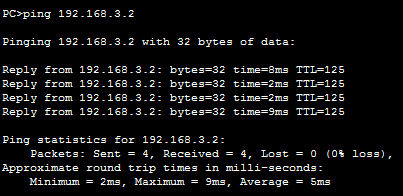 PC>ping 192.168.3.2
Pinging 192.168.3.2 with 32 bytes of data:
Reply from 192.168.3.2: bytes=32 time=8ms TTL=125
Reply from 192.168.3.2: bytes=32 time=2ms TTL=125
Reply from 192.168.3.2: bytes=32 time=2ms TTL=125
Reply from 192.168.3.2: bytes=32 time=9ms TTL=125
Ping statistics for 192.168.3.2:
    Packets: Sent = 4, Received = 4, Lost = 0 (0% loss),
Approximate round trip times in milli-seconds:
    Minimum = 2ms, Maximum = 9ms, Average = 5ms